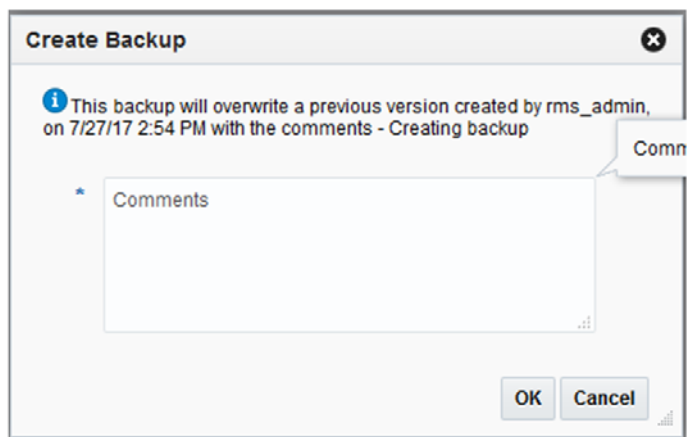 Create Backup
This backup will overwrite a previous version created by rms_admin,
on 7/27/17 2:54 PM with the comments - Creating backup
Comm
* Comments
OK Cancel